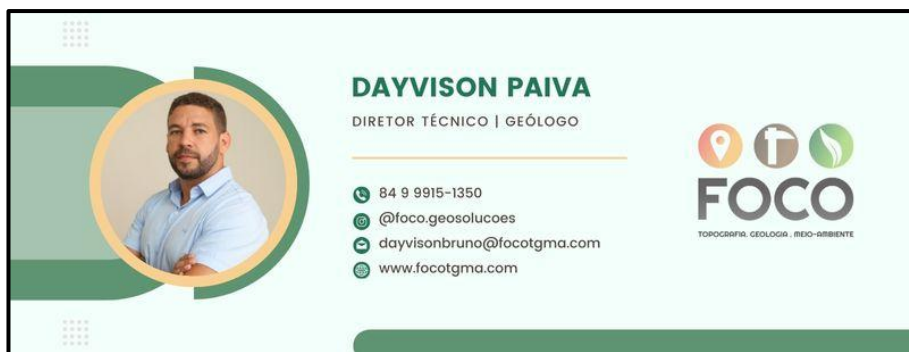 DAYVISON PAIVA
DIRETOR TÉCNICO | GEÓLOGO
84 9 9915-1350
@foco.geosolucoes
dayvisonbruno@focotgma.com
www.focotgma.com
FOCO
TOPOGRAFIA, GEOLOGIA , MEIO-AMBIENTE